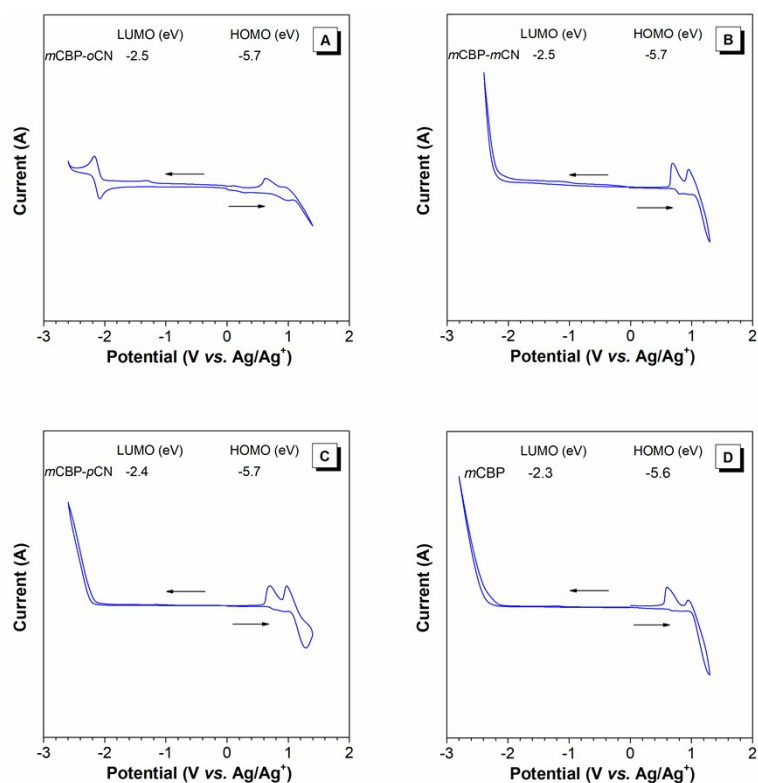 LUMO (eV) HOMO (eV) A
mCBP-oCN -2.5 -5.7
Current (A)
-3 -2 -1 0 1 2
Potential (V vs. Ag/Ag⁺)
LUMO (eV) HOMO (eV) B
mCBP-mCN -2.5 -5.7
Current (A)
-3 -2 -1 0 1 2
Potential (V vs. Ag/Ag⁺)
LUMO (eV) HOMO (eV) C
mCBP-pCN -2.4 -5.7
Current (A)
-3 -2 -1 0 1 2
Potential (V vs. Ag/Ag⁺)
LUMO (eV) HOMO (eV) D
mCBP -2.3 -5.6
Current (A)
-3 -2 -1 0 1 2
Potential (V vs. Ag/Ag⁺)